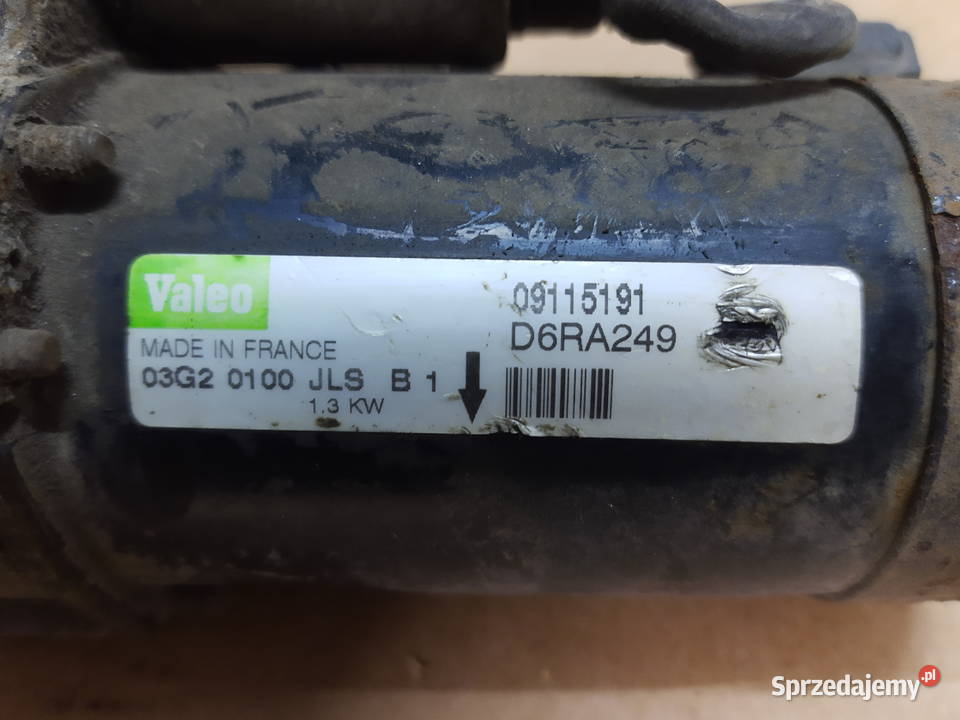 Valeo
MADE IN FRANCE
03G2 0100 JLS B 1
1.3 KW
09115191
D6RA249
Sprzedajemy.pl